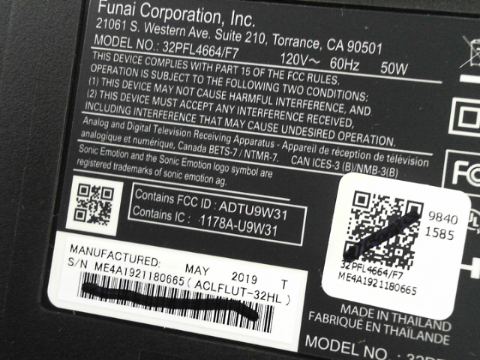 Funai Corporation, Inc.
21061 S. Western Ave. Suite 210, Torrance, CA 90501
MODEL NO.: 32PFL4664/F7 120V~ 60Hz 50W
THIS DEVICE COMPLIES WITH PART 15 OF THE FCC RULES.
OPERATION IS SUBJECT TO THE FOLLOWING TWO CONDITIONS:
(1) THIS DEVICE MAY NOT CAUSE HARMFUL INTERFERENCE, AND
(2) THIS DEVICE MUST ACCEPT ANY INTERFERENCE RECEIVED,
INCLUDING INTERFERENCE THAT MAY CAUSE UNDESIRED OPERATION.
Analog and Digital Television Receiving Apparatus - Appareil de réception de télévision
analogique et numérique, Canada BETS-7 / NTMR-7. CAN ICES-3 (B)/NMB-3(B)
Sonic Emotion and the Sonic Emotion logo symbol are
registered trademarks of sonic emotion ag.
FC
Contains FCC ID : ADTU9W31
Contains IC : 1178A-U9W31
9840
1585
32PFL4664/F7
ME4A1921180665
MANUFACTURED: MAY 2019 T
S/N ME4A1921180665(ACLFLUT-32HL)
MADE IN THAILAND
FABRIQUÉ EN THAÏLANDE
MODEL NO.: 32P